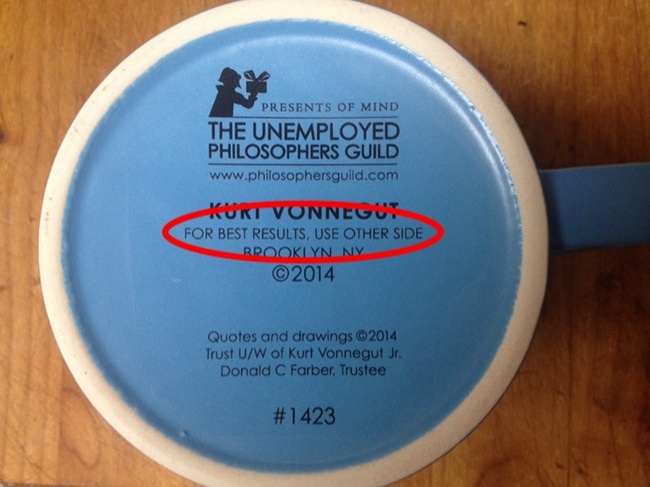 PRESENTS OF MIND
THE UNEMPLOYED
PHILOSOPHERS GUILD
www.philosophersguild.com
KURT VONNEGUT
FOR BEST RESULTS, USE OTHER SIDE
BROOKLYN, NY
©2014
Quotes and drawings ©2014
Trust U/W of Kurt Vonnegut Jr.
Donald C Farber, Trustee
#1423